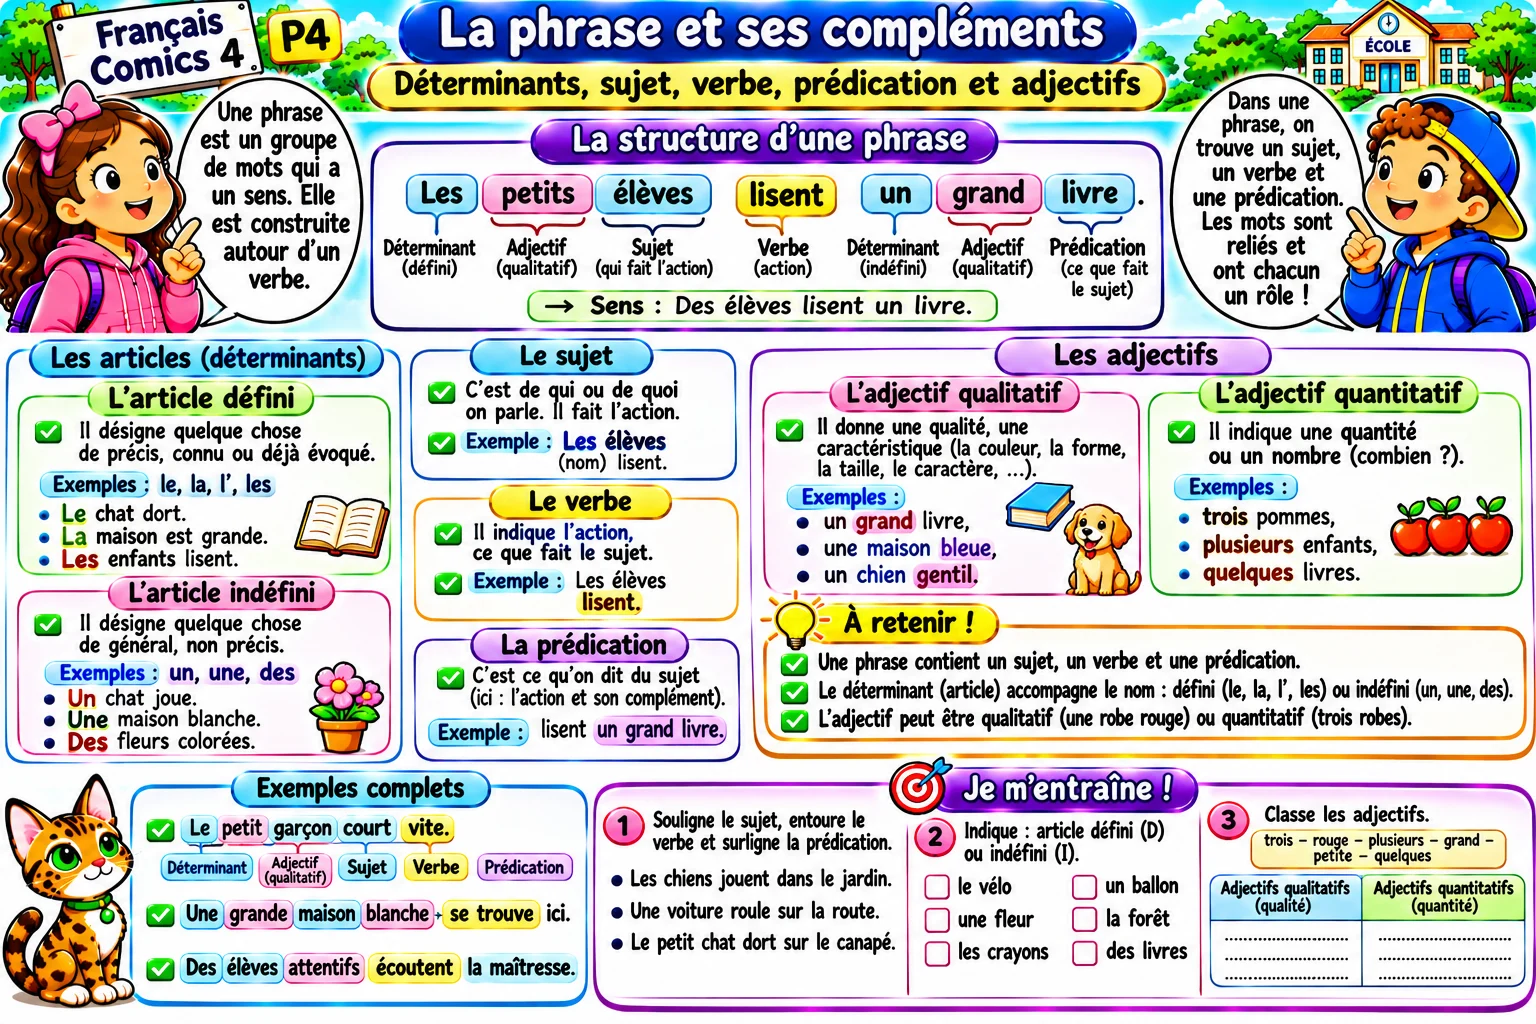 Français
Comics 4
P4
La phrase et ses compléments
Déterminants, sujet, verbe, prédication et adjectifs
ÉCOLE
Une phrase
est un groupe
de mots qui a
un sens. Elle
est construite
autour d'un
verbe.
La structure d'une phrase
Les petits élèves lisent un grand livre.
Déterminant
(défini)
Adjectif
(qualitatif)
Sujet
(qui fait l'action)
Verbe
(action)
Déterminant
(indéfini)
Adjectif
(qualitatif)
Prédication
(ce que fait
le sujet)
→ Sens : Des élèves lisent un livre.
Dans une
phrase, on
trouve un sujet,
un verbe et
une prédication.
Les mots sont
reliés et
ont chacun
un rôle !
Les articles (déterminants)
L'article défini
Il désigne quelque chose
de précis, connu ou déjà évoqué.
Exemples : le, la, l', les
• Le chat dort.
• La maison est grande.
• Les enfants lisent.
L'article indéfini
Il désigne quelque chose
de général, non précis.
Exemples : un, une, des
• Un chat joue.
• Une maison blanche.
• Des fleurs colorées.
Le sujet
C'est de qui ou de quoi
on parle. Il fait l'action.
Exemple : Les élèves
(nom) lisent.
Le verbe
Il indique l'action,
ce que fait le sujet.
Exemple : Les élèves
lisent.
La prédication
C'est ce qu'on dit du sujet
(ici : l'action et son complément).
Exemple : lisent un grand livre.
Les adjectifs
L'adjectif qualitatif
Il donne une qualité, une
caractéristique (la couleur, la forme,
la taille, le caractère, ...).
Exemples :
• un grand livre,
• une maison bleue,
• un chien gentil.
L'adjectif quantitatif
Il indique une quantité
ou un nombre (combien ?).
Exemples :
• trois pommes,
• plusieurs enfants,
• quelques livres.
À retenir !
Une phrase contient un sujet, un verbe et une prédication.
Le déterminant (article) accompagne le nom : défini (le, la, l', les) ou indéfini (un, une, des).
L'adjectif peut être qualitatif (une robe rouge) ou quantitatif (trois robes).
Exemples complets
Le petit garçon court vite.
Déterminant
Adjectif
(qualitatif)
Sujet
Verbe
Prédication
Une grande maison blanche se trouve ici.
Des élèves attentifs écoutent la maîtresse.
Je m'entraîne !
1
Souligne le sujet, entoure le
verbe et surligne la prédication.
• Les chiens jouent dans le jardin.
• Une voiture roule sur la route.
• Le petit chat dort sur le canapé.
2
Indique : article défini (D)
ou indéfini (I).
le vélo
un ballon
une fleur
la forêt
les crayons
des livres
3
Classe les adjectifs.
trois – rouge – plusieurs – grand –
petite – quelques
Adjectifs qualitatifs
(qualité)
Adjectifs quantitatifs
(quantité)